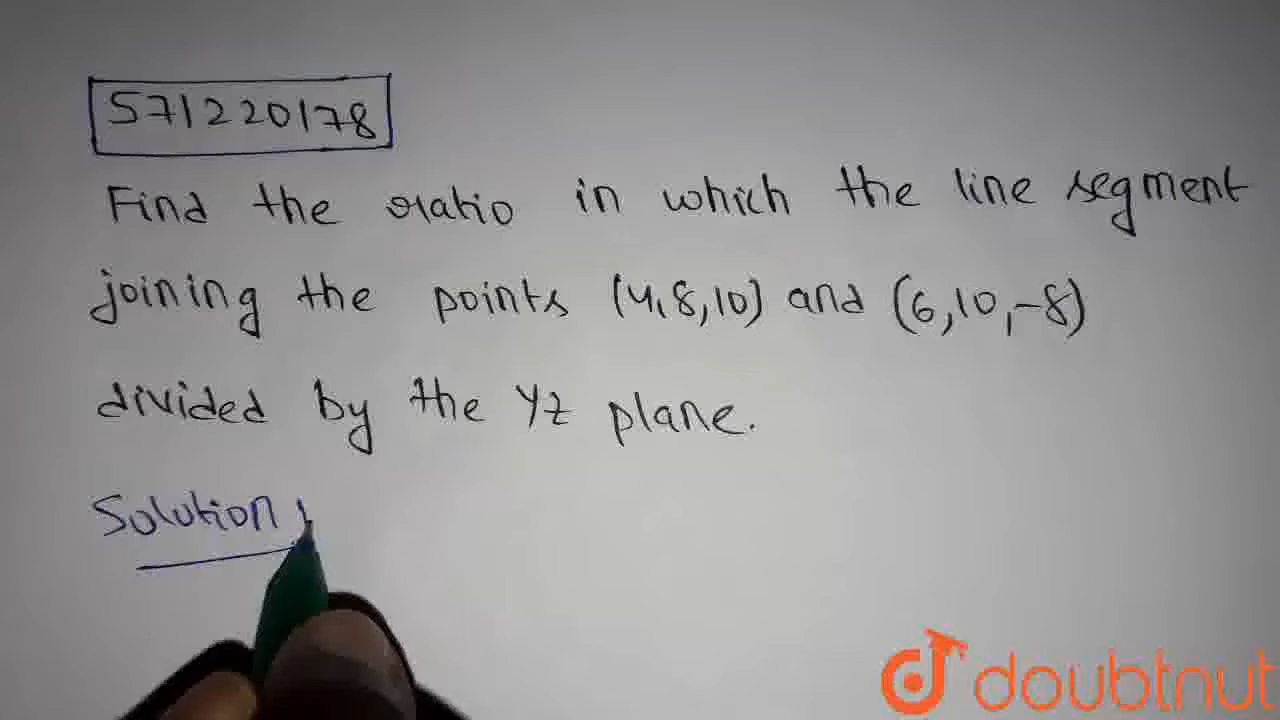 571220178
Find the ratio in which the line segment
joining the points (4,8,10) and (6,10,-8)
divided by the YZ plane.
Solution
doubtnut